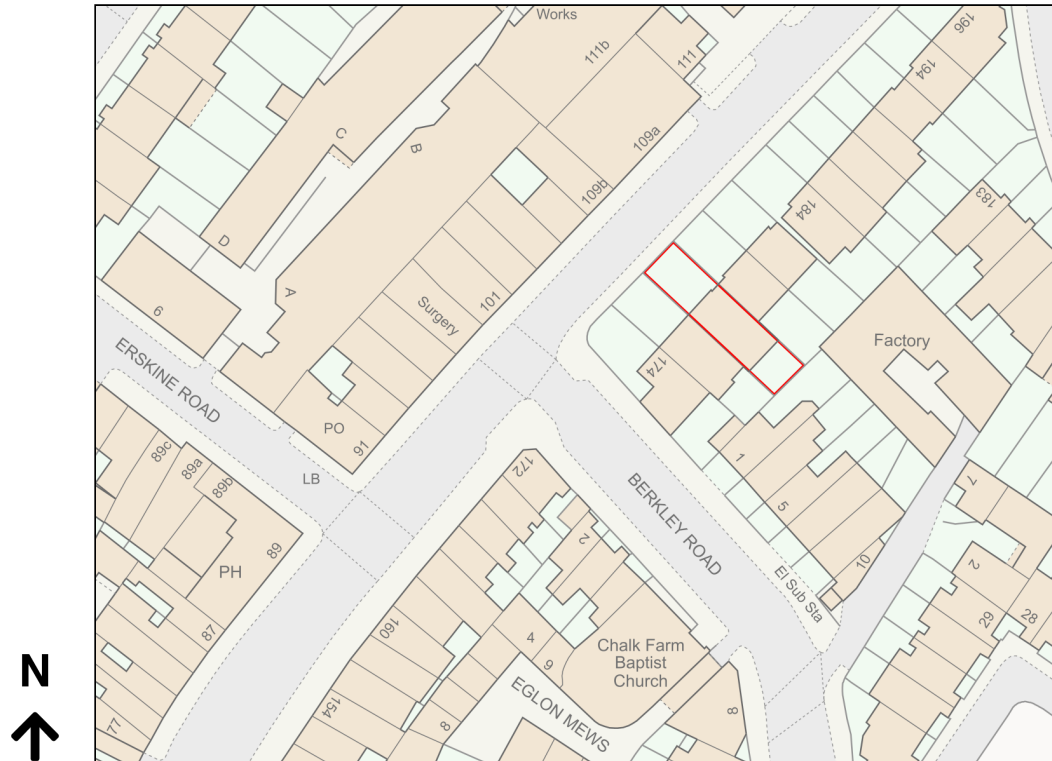 Works
111b
111
196
194
C
B
109a
109b
184
183
D
A
6
Surgery
101
ERSKINE ROAD
Factory
174
PO
91
LB
89c
89a
89b
89
PH
87
77
172
1
5
BERKLEY ROAD
7
10
El Sub Sta
2
2
29
28
160
154
4
9
8
Chalk Farm
Baptist
Church
8
EGLON MEWS
N